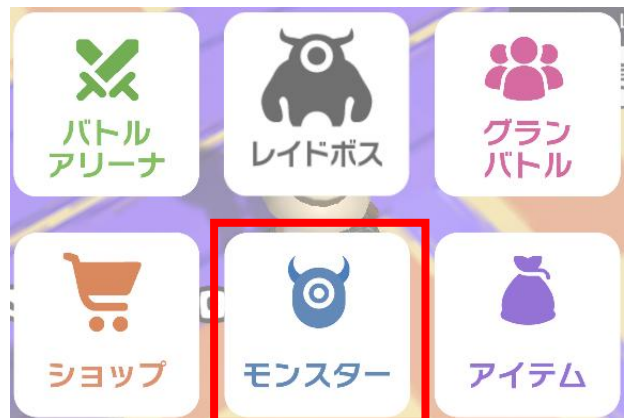 バトル
アリーナ
レイドボス
グラン
バトル
ショップ
モンスター
アイテム